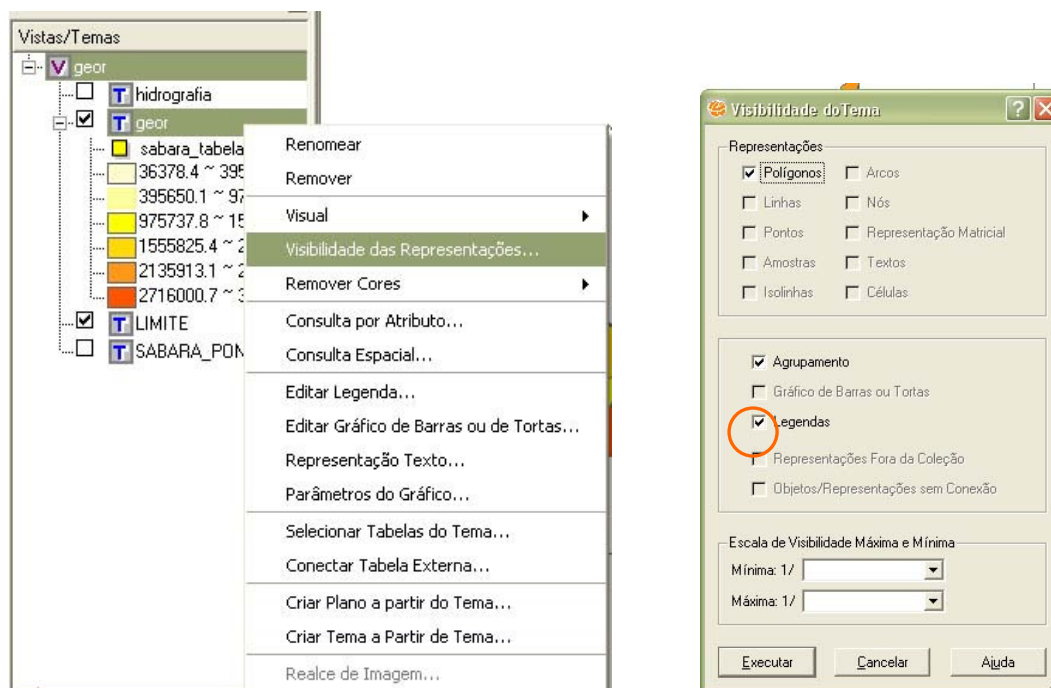 Vistas/Temas
V geor
T hidrografia
T geor
sabara_tabela
36378.4 ~ 395
395650.1 ~ 97
975737.8 ~ 15
1555825.4 ~ 2
2135913.1 ~ 2
2716000.7 ~ 3
T LIMITE
T SABARA_PON
Renomear
Remover
Visual
Visibilidade das Representações...
Remover Cores
Consulta por Atributo...
Consulta Espacial...
Editar Legenda...
Editar Gráfico de Barras ou de Tortas...
Representação Texto...
Parâmetros do Gráfico...
Selecionar Tabelas do Tema...
Conectar Tabela Externa...
Criar Plano a partir do Tema...
Criar Tema a Partir de Tema...
Realce de Imagem...
Visibilidade doTema
Representações
Polígonos Arcos
Linhas Nós
Pontos Representação Matricial
Amostras Textos
Isolinhas Células
Agrupamento
Gráfico de Barras ou Tortas
Legendas
Representações Fora da Coleção
Objetos/Representações sem Conexão
Escala de Visibilidade Máxima e Mínima
Mínima: 1/
Máxima: 1/
Executar Cancelar Ajuda